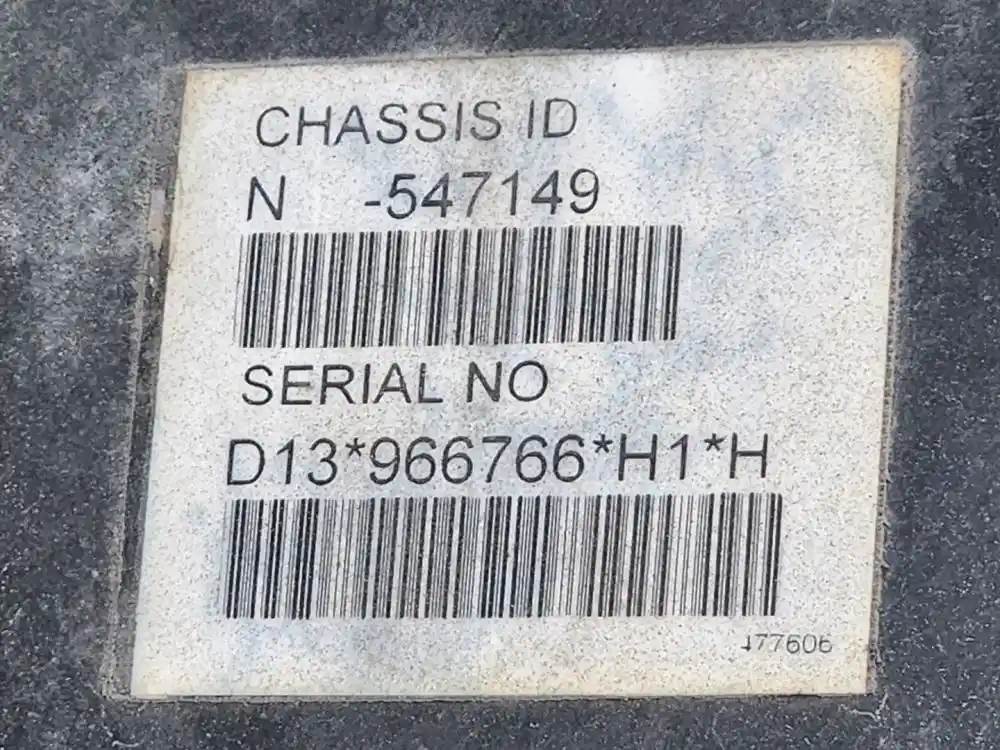 CHASSIS ID
N -547149
SERIAL NO
D13*966766*H1*H